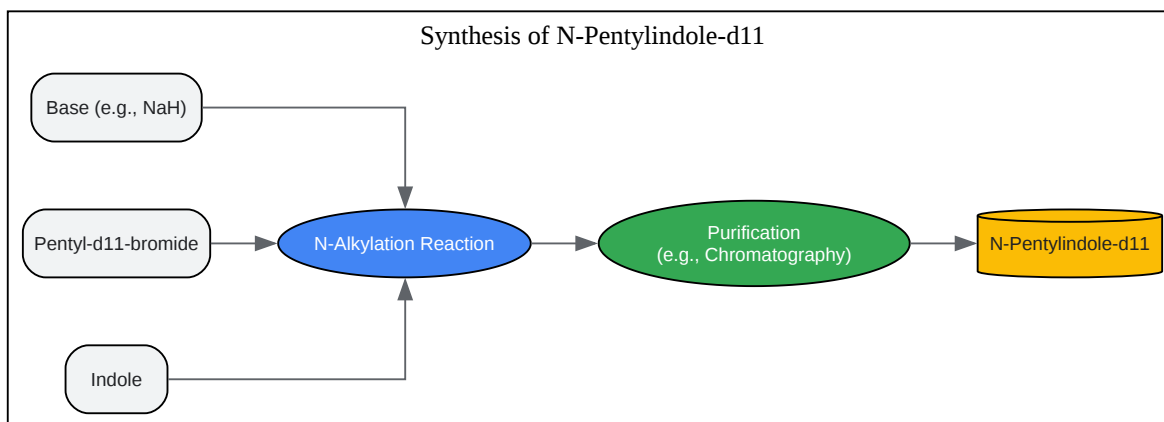 Synthesis of N-Pentylindole-d11
Base (e.g., NaH)
Pentyl-d11-bromide
N-Alkylation Reaction
Purification
(e.g., Chromatography)
N-Pentylindole-d11
Indole